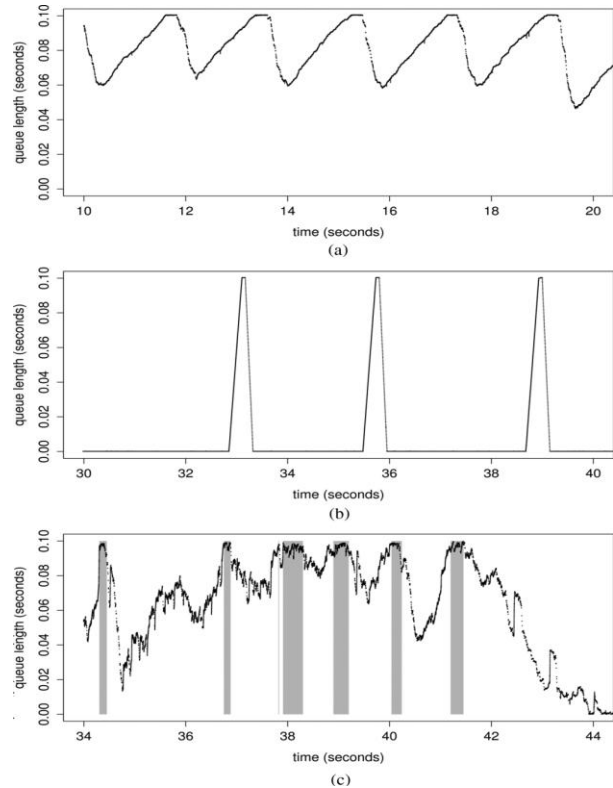 queue length (seconds)
0.10
0.08
0.06
0.04
0.02
0.00
10 12 14 16 18 20
time (seconds)
(a)
queue length (seconds)
0.10
0.08
0.06
0.04
0.02
0.00
30 32 34 36 38 40
time (seconds)
(b)
queue length (seconds)
0.10
0.08
0.06
0.04
0.02
0.00
34 36 38 40 42 44
time (seconds)
(c)